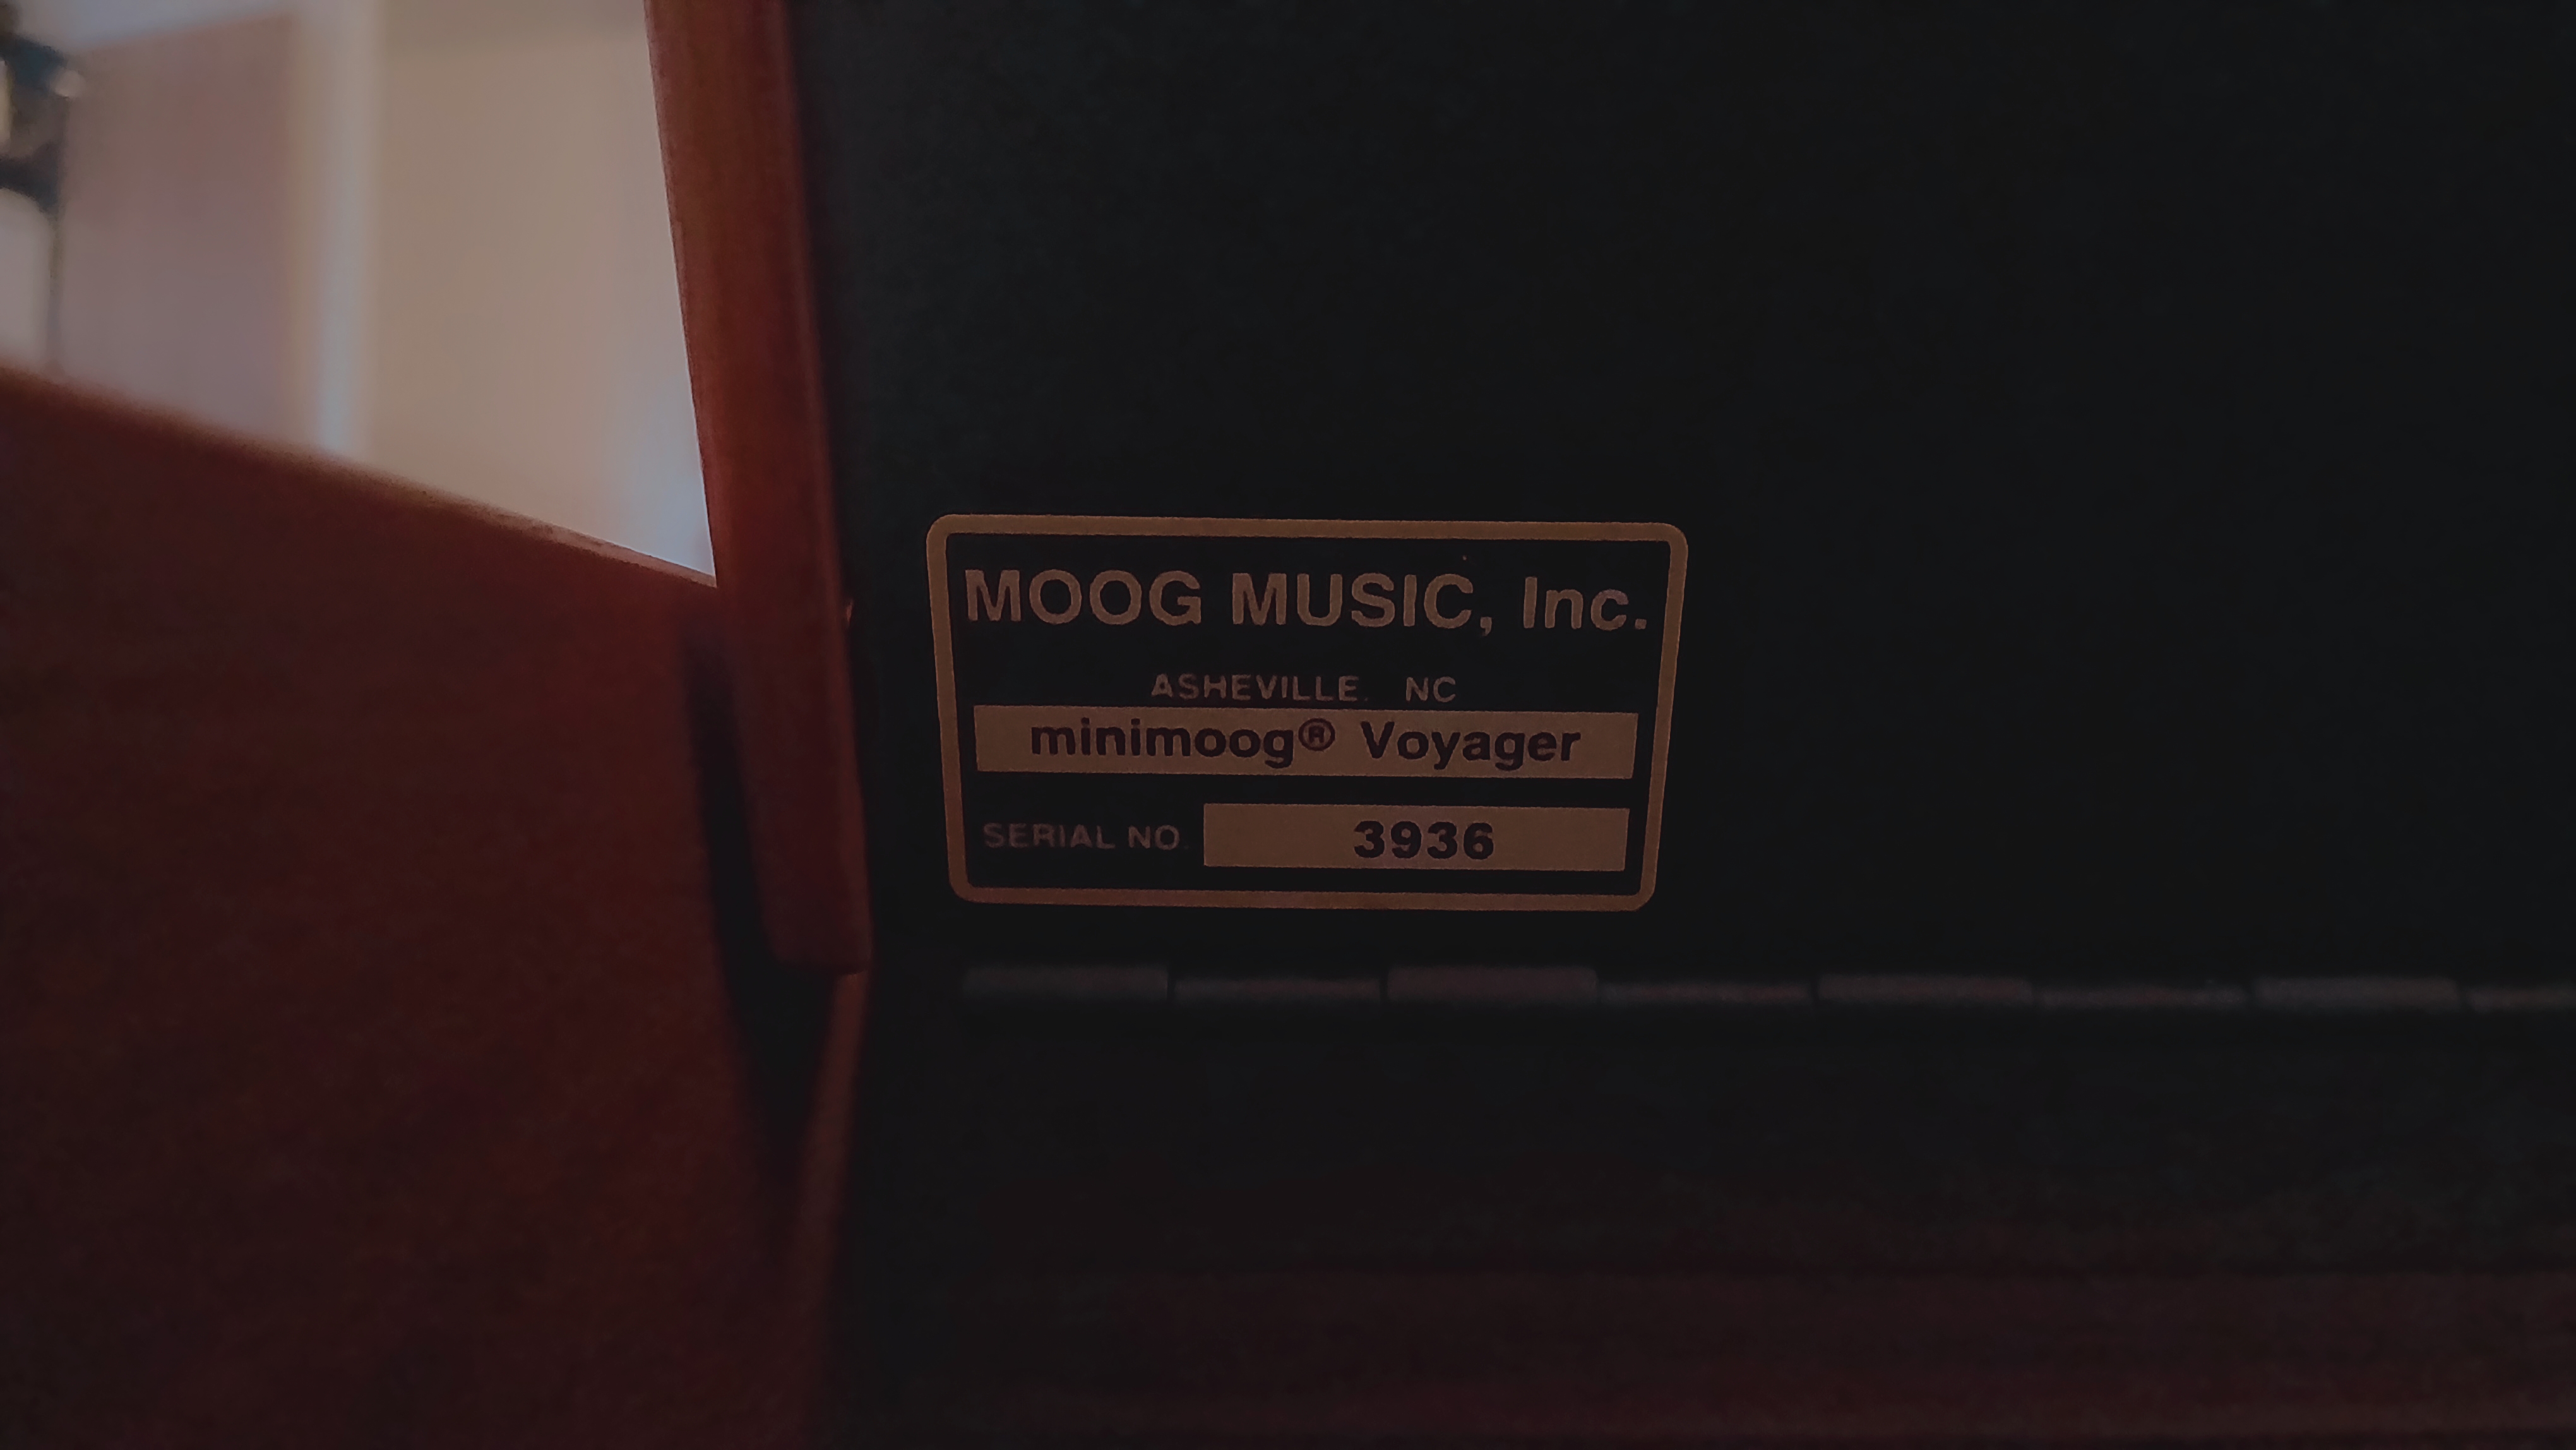 MOOG MUSIC, Inc.
ASHEVILLE, NC
minimoog® Voyager
SERIAL NO. 3936